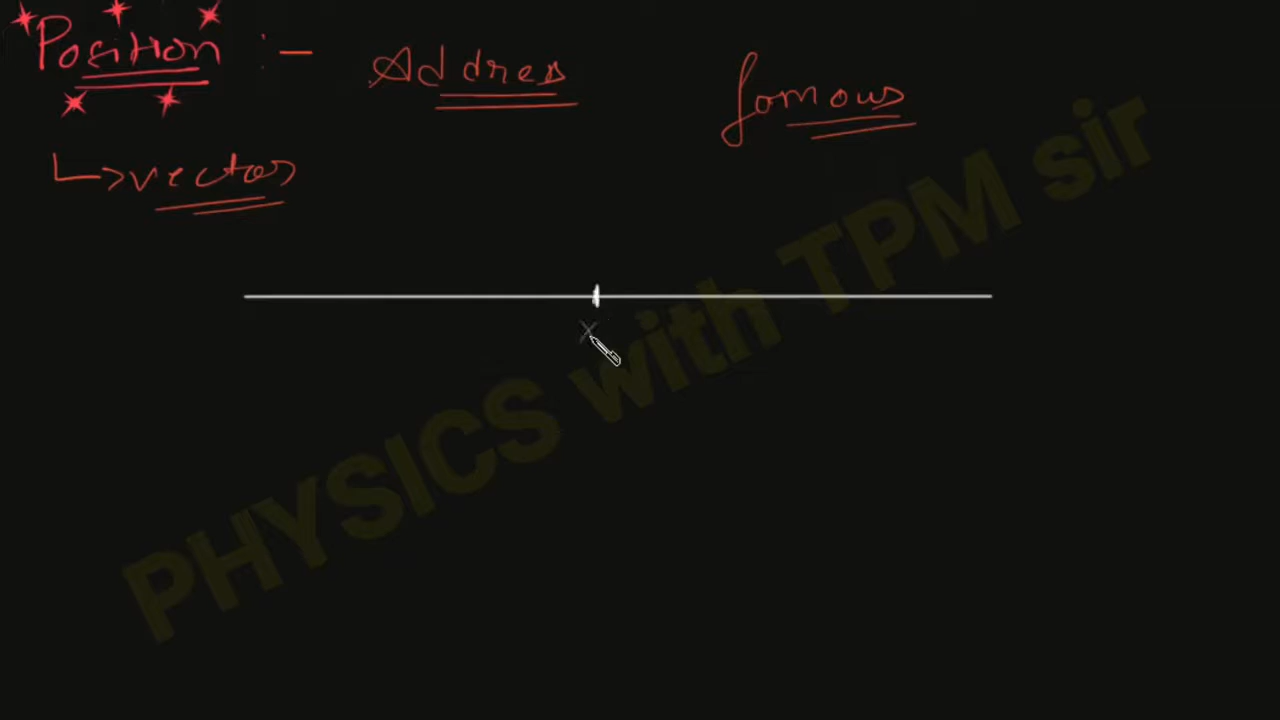 Position :- Address famous
↳ vector
x
PHYSICS with TPM sir